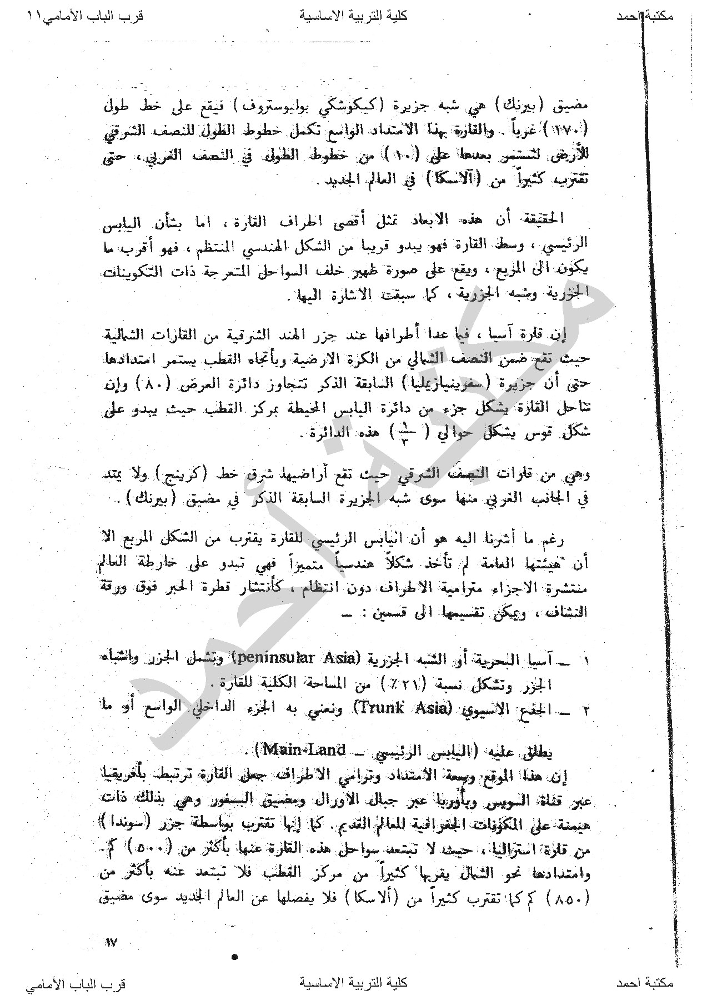 مكتبة احمد
كلية التربية الاساسية
قرب الباب الأمامي١١
مضيق (بيرنك) هي شبه جزيرة (كيكوشكي بوليوستروف) فيقع على خط طول
(١٧٠) غرباً . والقارة بهذا الامتداد الواسع تكمل خطوط الطول للنصف الشرقي
للأرض لتستمر بعدها على (١٠) من خطوط الطول في النصف الغربي، حتى
تقترب كثيراً من (آلاسكا) في العالم الجديد .
الحقيقة أن هذه الابعاد تمثل أقصى اطراف القارة ، اما بشأن اليابس
الرئيسي ، وسط القارة فهو يبدو قريبا من الشكل الهندسي المنتظم ، فهو أقرب ما
يكون الى المربع ، ويقع على صورة ظهير خلف السواحل المتعرجة ذات التكوينات
الجزرية وشبه الجزرية ، كما سبقت الاشارة اليها .
إن قارة آسيا ، فيما عدا أطرافها عند جزر الهند الشرقية من القارات الشمالية
حيث تقع ضمن النصف الشمالي من الكرة الارضية وبأتجاه القطب يستمر امتدادها
حتى أن جزيرة (سفرينيازيمليا) السابقة الذكر تتجاوز دائرة العرض (٨٠) وإن
ساحل القارة يشكل جزء من دائرة اليابس المحيطة بمركز القطب حيث يبدو على
شكل قوس يشكل حوالي ( ١/٣ ) هذه الدائرة .
وهي من قارات النصف الشرقي حيث تقع أراضيها شرق خط (كرينج) ولا يمتد
في الجانب الغربي منها سوى شبه الجزيرة السابقة الذكر في مضيق (بيرنك) .
رغم ما أشرنا اليه هو أن اليابس الرئيسي للقارة يقترب من الشكل المربع الا
أن هيئتها العامة لم تأخذ شكلاً هندسياً متميزاً فهي تبدو على خارطة العالم
منتشرة الاجزاء مترامية الاطراف دون انتظام ، كأنتشار قطرة الحبر فوق ورقة
النشاف ، ويمكن تقسيمها الى قسمين : ــ
١ ــ آسيا البحرية أو الشبه الجزرية (peninsular Asia) وتشمل الجزر واشباه
الجزر وتشكل نسبة (٢١ ٪) من المساحة الكلية للقارة .
٢ ــ الجذع الاسيوي (Trunk Asia) ونعني به الجزء الداخلي الواسع أو ما
يطلق عليه (اليابس الرئيسي ــ Main-Land) .
إن هذا الموقع وسعة الامتداد وترامي الاطراف جعل القارة ترتبط بأفريقيا
عبر قناة السويس وبأوربا عبر جبال الاورال ومضيق البسفور وهي بذلك ذات
هيمنة على المكونات الجغرافية للعالم القديم. كما إنها تقترب بواسطة جزر (سوندا)
من قارة استراليا ، حيث لا تبتعد سواحل هذه القارة عنها بأكثر من (٥٠٠) كم.
وامتدادها نحو الشمال يقربها كثيراً من مركز القطب فلا تبتعد عنه بأكثر من
(٨٥٠) كم كما تقترب كثيراً من (ألاسكا) فلا يفصلها عن العالم الجديد سوى مضيق
١٧
مكتبة أحمد
مكتبة احمد
كلية التربية الاساسية
قرب الباب الأمامي